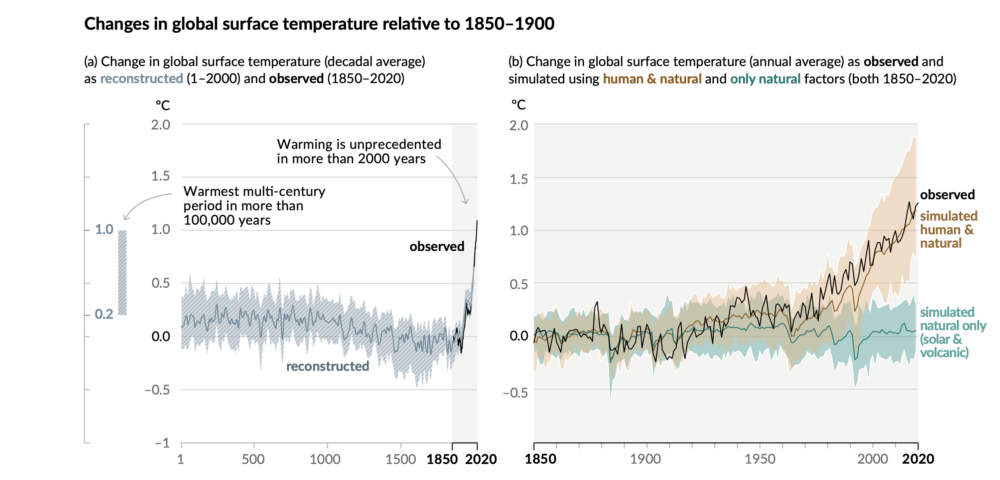 Changes in global surface temperature relative to 1850–1900
(a) Change in global surface temperature (decadal average)
as reconstructed (1–2000) and observed (1850–2020)
ºC
2.0
1.5
1.0
0.5
0.0
–0.5
–1
1.0
0.2
Warming is unprecedented
in more than 2000 years
Warmest multi-century
period in more than
100,000 years
observed
reconstructed
1
500
1000
1500
1850
2020
(b) Change in global surface temperature (annual average) as observed and
simulated using human & natural and only natural factors (both 1850–2020)
ºC
2.0
1.5
1.0
0.5
0.0
–0.5
observed
simulated
human &
natural
simulated
natural only
(solar &
volcanic)
1850
1900
1950
2000
2020